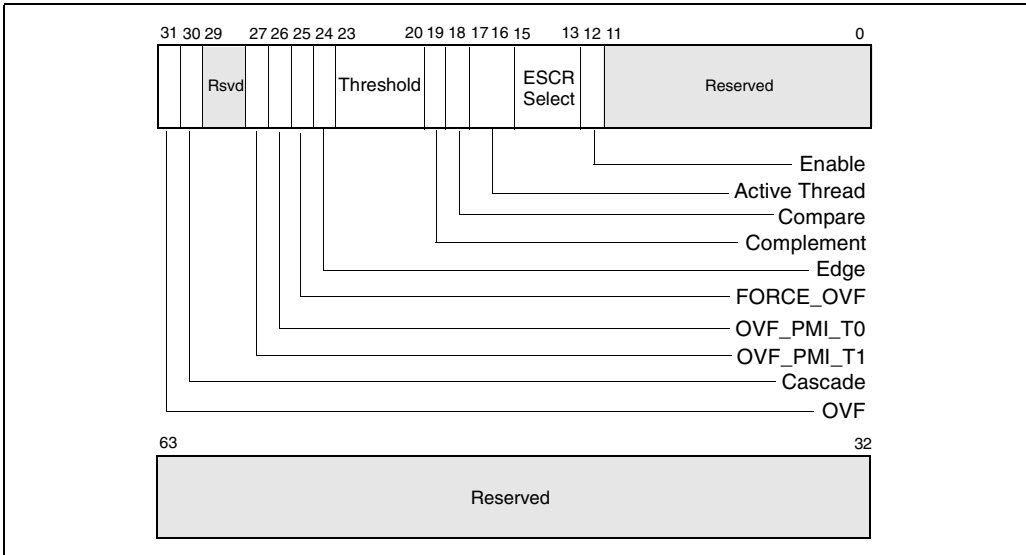 31 30 29 27 26 25 24 23 20 19 18 17 16 15 13 12 11 0
Rsvd
Threshold
ESCR
Select
Reserved
Enable
Active Thread
Compare
Complement
Edge
FORCE_OVF
OVF_PMI_T0
OVF_PMI_T1
Cascade
OVF
63 32
Reserved